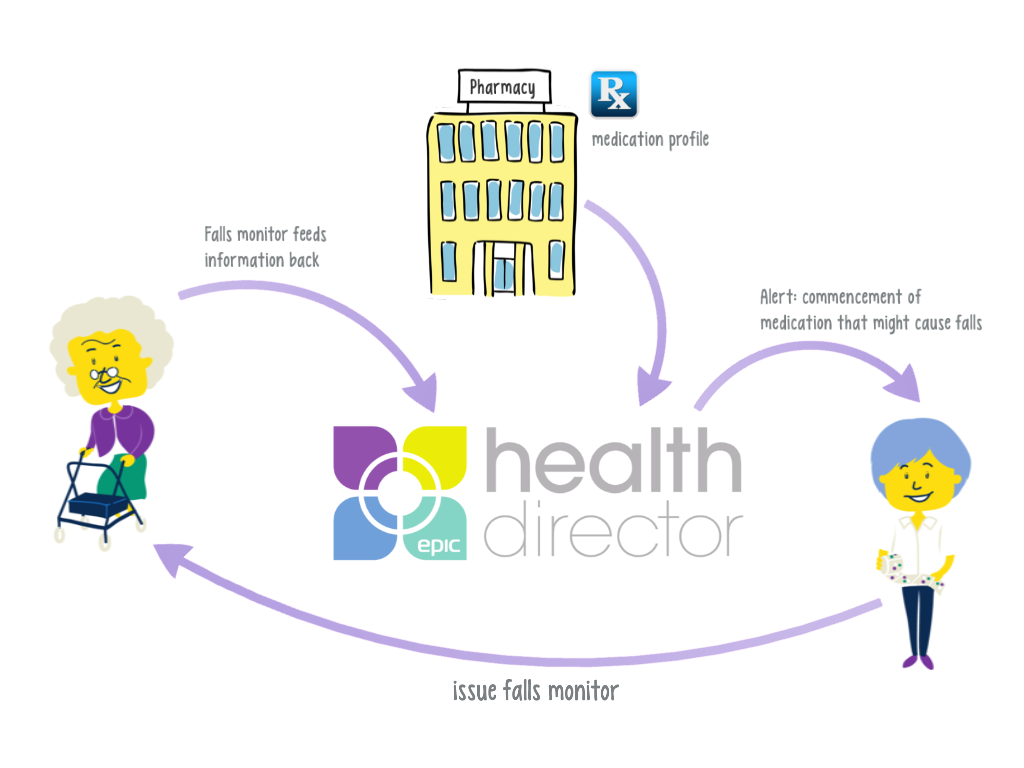 Pharmacy
Rx
medication profile
Falls monitor feeds
information back
Alert: commencement of
medication that might cause falls
health
director
epic
issue falls monitor